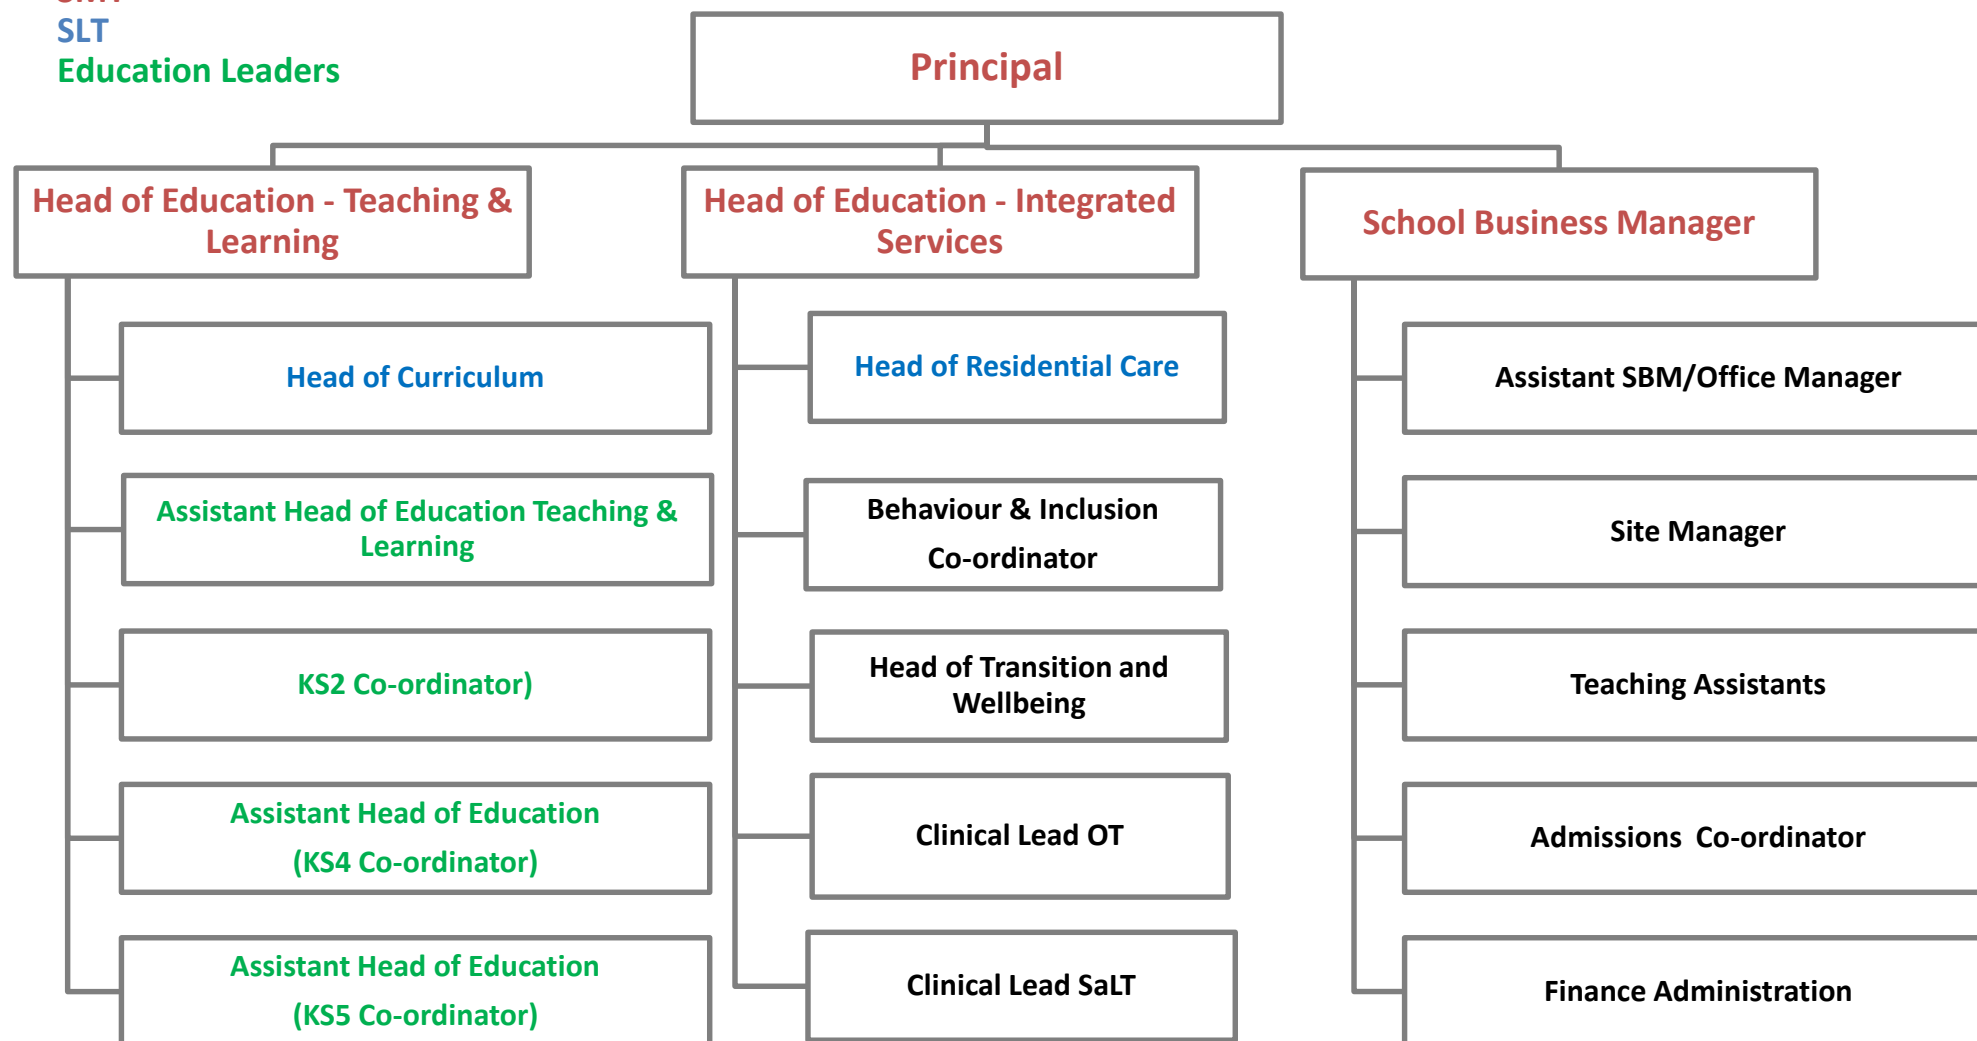 SLT
Education Leaders
Principal
Head of Education - Teaching &
Learning
Head of Education - Integrated
Services
School Business Manager
Head of Curriculum
Assistant Head of Education Teaching &
Learning
KS2 Co-ordinator)
Assistant Head of Education
(KS4 Co-ordinator)
Assistant Head of Education
(KS5 Co-ordinator)
Head of Residential Care
Behaviour & Inclusion
Co-ordinator
Head of Transition and
Wellbeing
Clinical Lead OT
Clinical Lead SaLT
Assistant SBM/Office Manager
Site Manager
Teaching Assistants
Admissions  Co-ordinator
Finance Administration